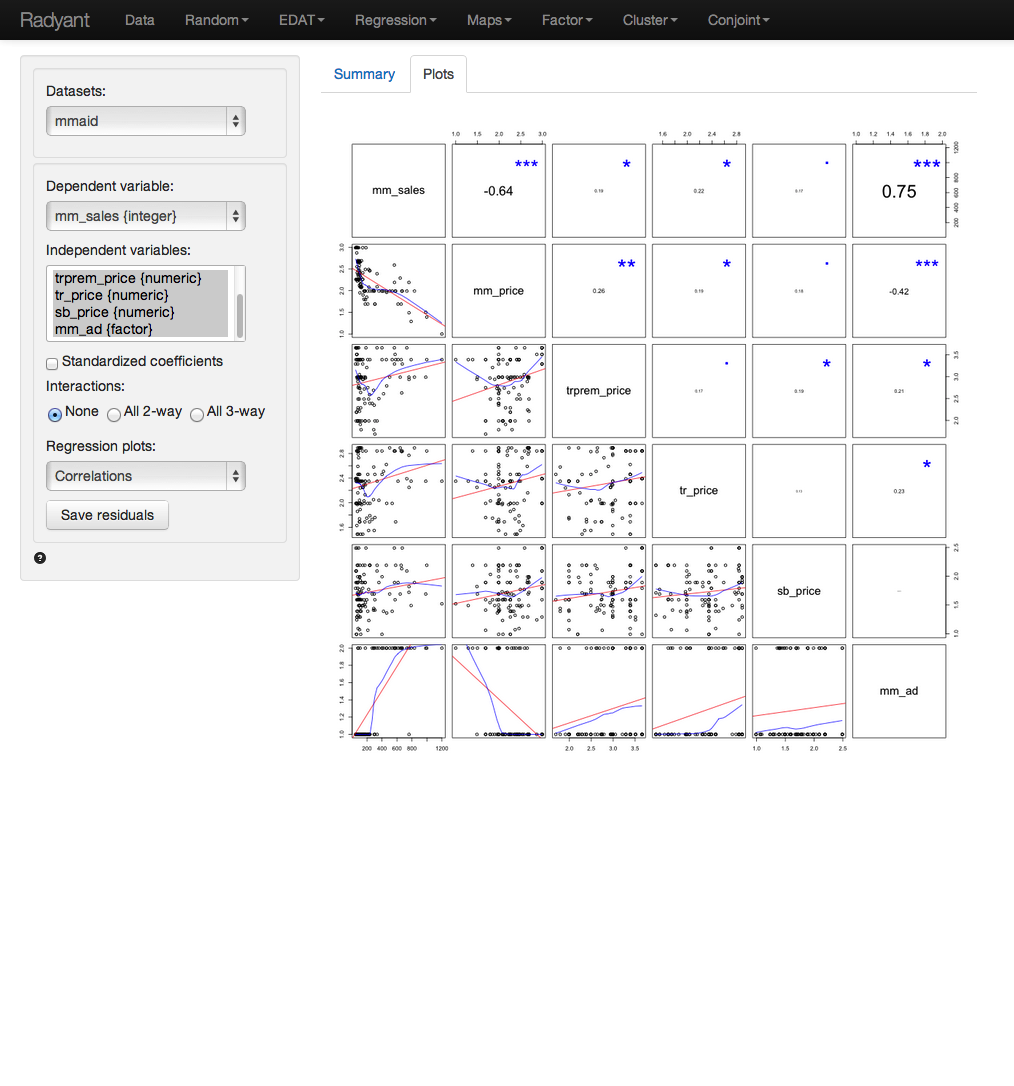 Radyant Data Random EDAT Regression Maps Factor Cluster Conjoint
Datasets:
mmaid
Dependent variable:
mm_sales {integer}
Independent variables:
trprem_price {numeric}
tr_price {numeric}
sb_price {numeric}
mm_ad {factor}
Standardized coefficients
Interactions:
None All 2-way All 3-way
Regression plots:
Correlations
Save residuals
?
Summary Plots
1.0 1.5 2.0 2.5 3.0 1.6 2.0 2.4 2.8 1.0 1.2 1.4 1.6 1.8 2.0
mm_sales -0.64 *** 0.19 * 0.22 * 0.17 . 0.75 ***
200 400 600 800 1200
1.0 1.5 2.0 2.5 3.0
mm_price 0.26 ** 0.19 * 0.18 . -0.42 ***
trprem_price 0.17 . 0.19 * 0.21 *
2.0 2.5 3.0 3.5
1.6 2.0 2.4 2.8
tr_price 0.23 *
sb_price
1.0 1.5 2.0 2.5
1.0 1.2 1.4 1.6 1.8 2.0
mm_ad
200 400 600 800 1200 2.0 2.5 3.0 3.5 1.0 1.5 2.0 2.5